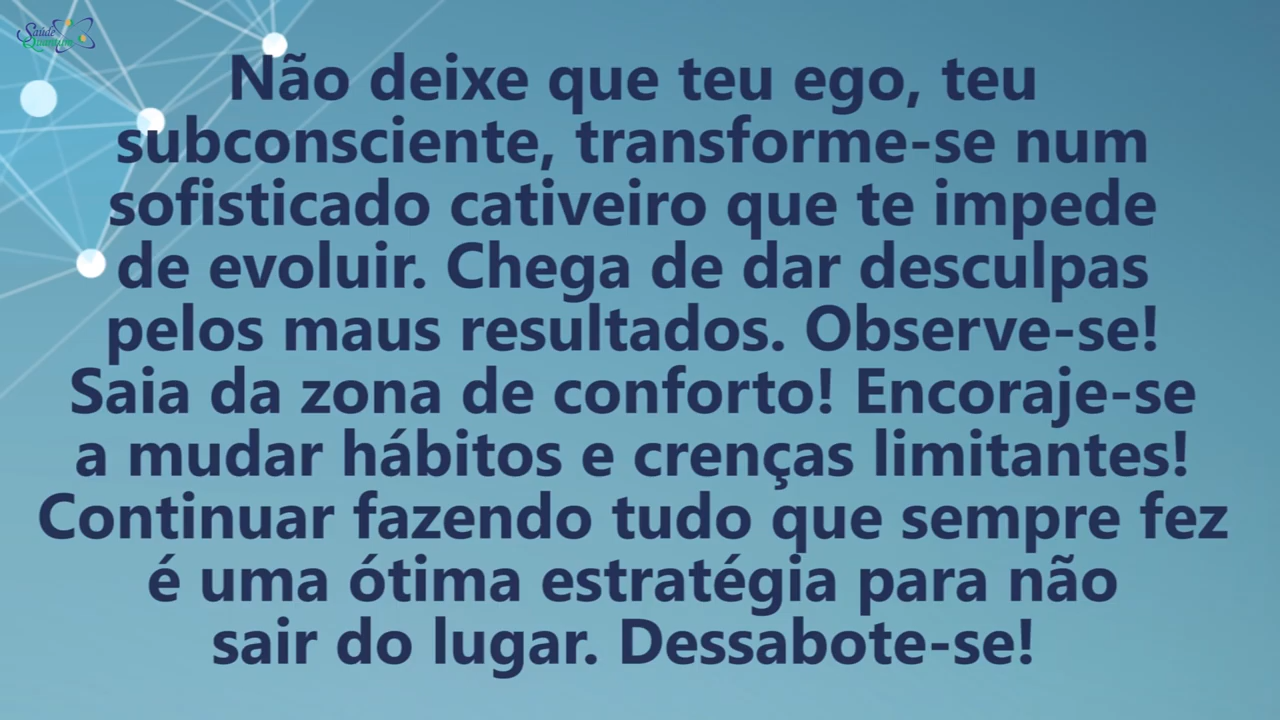 Saúde
Quantum
Não deixe que teu ego, teu
subconsciente, transforme-se num
sofisticado cativeiro que te impede
de evoluir. Chega de dar desculpas
pelos maus resultados. Observe-se!
Saia da zona de conforto! Encoraje-se
a mudar hábitos e crenças limitantes!
Continuar fazendo tudo que sempre fez
é uma ótima estratégia para não
sair do lugar. Dessabote-se!